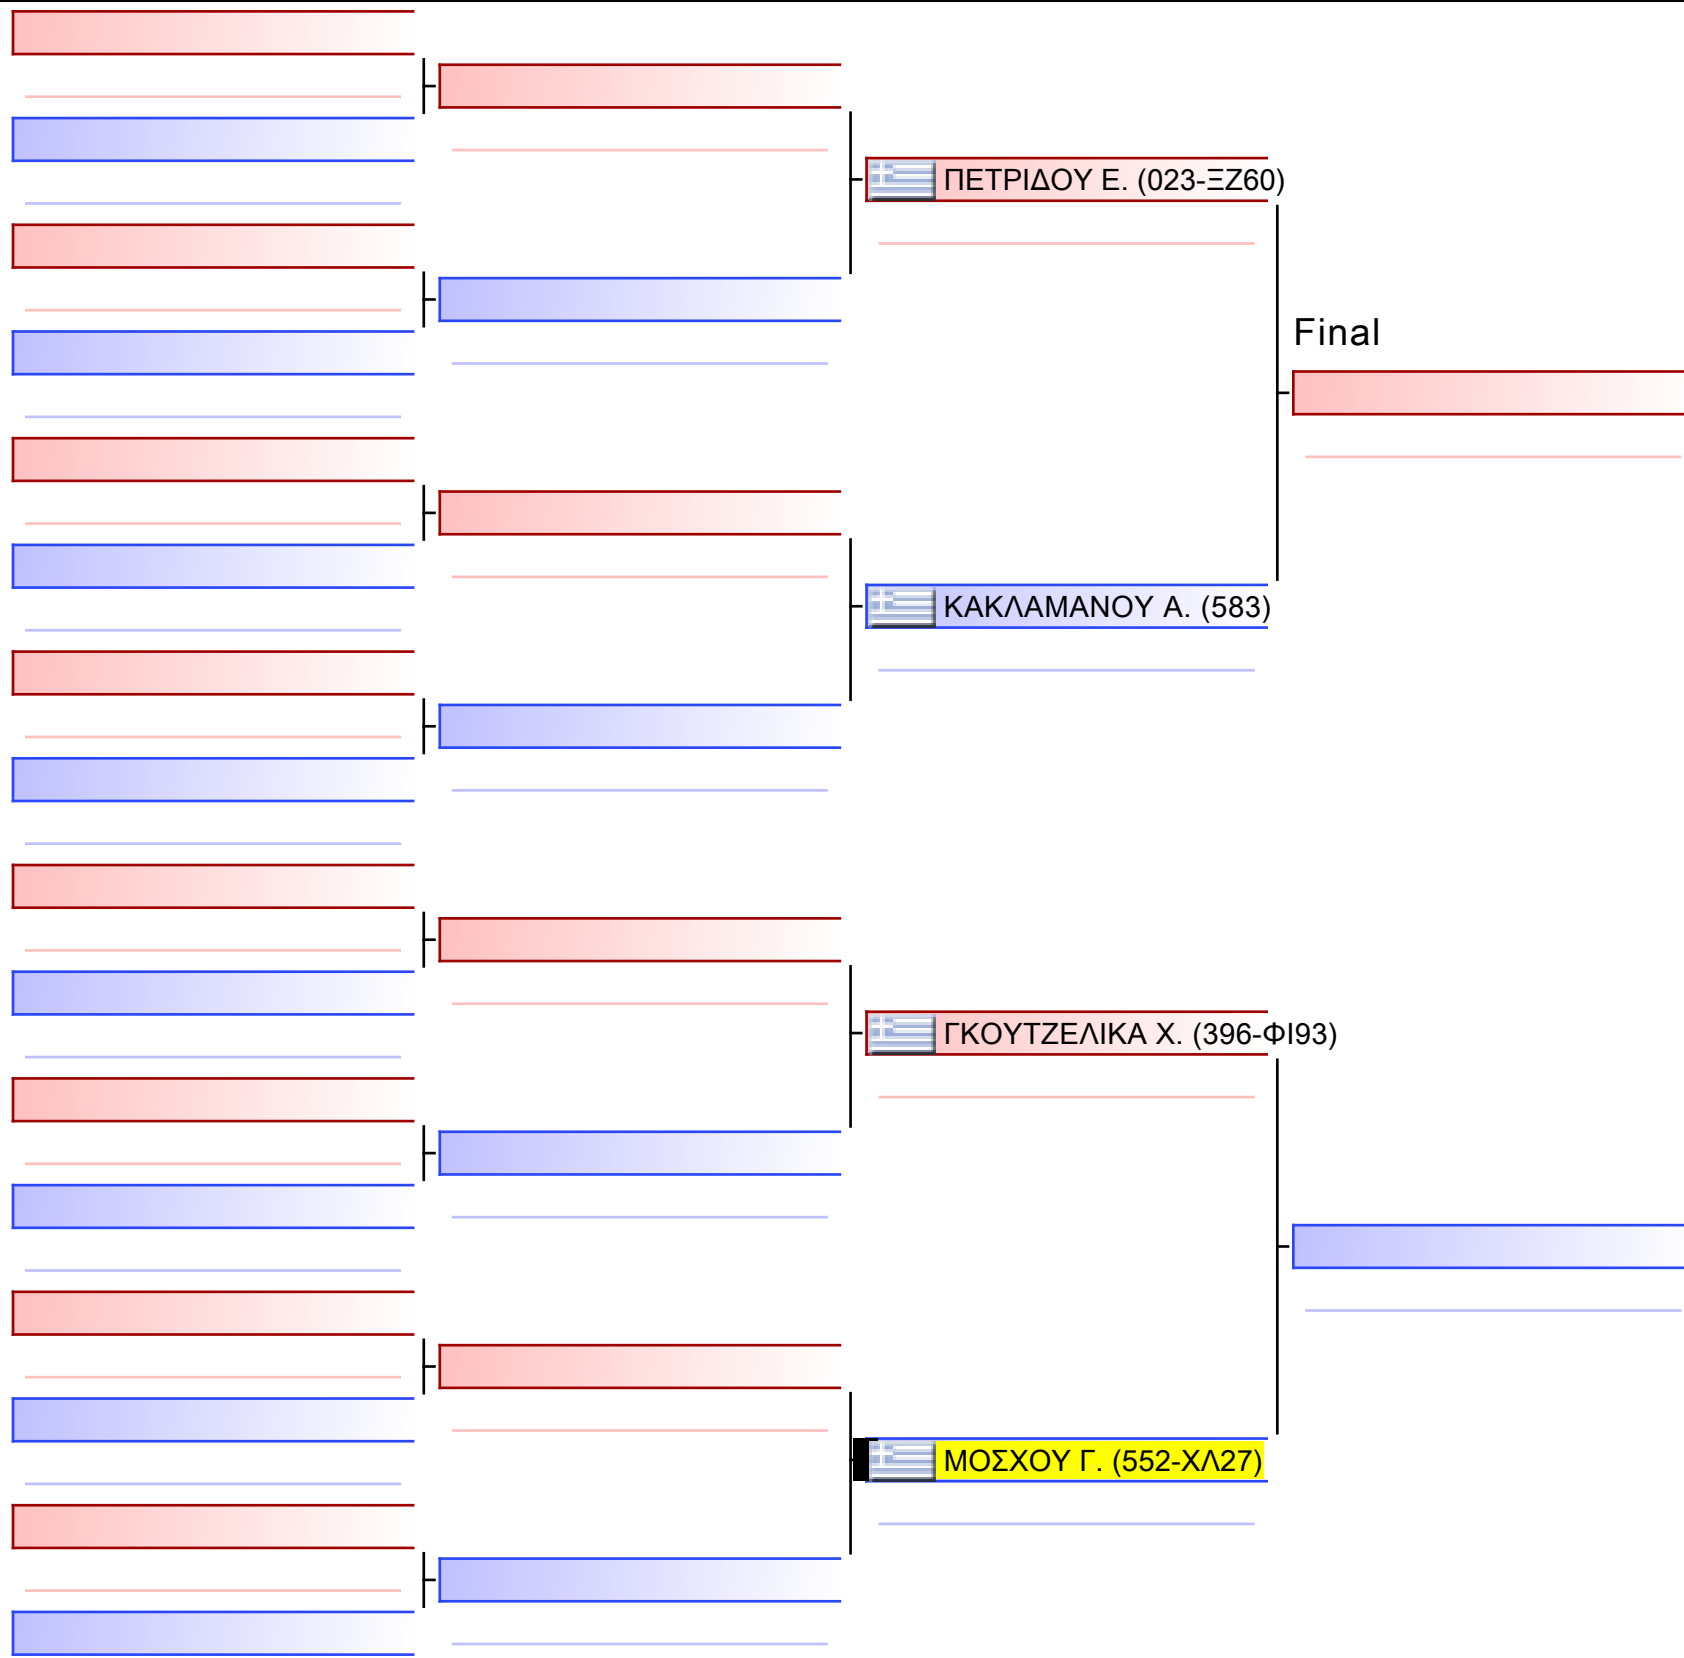 ΠΕΤΡΙΔΟΥ Ε. (023-ΞΖ60)
Final
ΚΑΚΛΑΜΑΝΟΥ Α. (583)
ΓΚΟΥΤΖΕΛΙΚΑ Χ. (396-ΦΙ93)
ΜΟΣΧΟΥ Γ. (552-ΧΛ27)